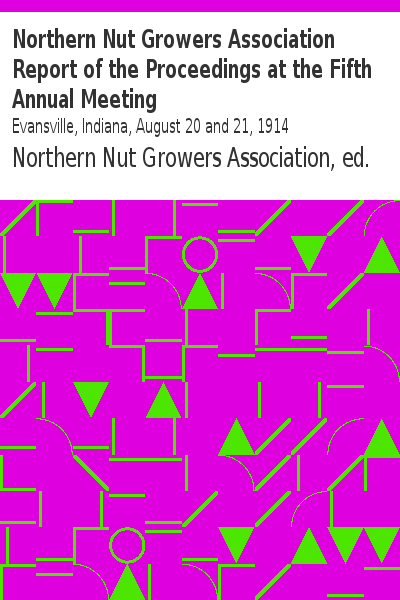 Northern Nut Growers Association
Report of the Proceedings at the Fifth
Annual Meeting
Evansville, Indiana, August 20 and 21, 1914
Northern Nut Growers Association, ed.